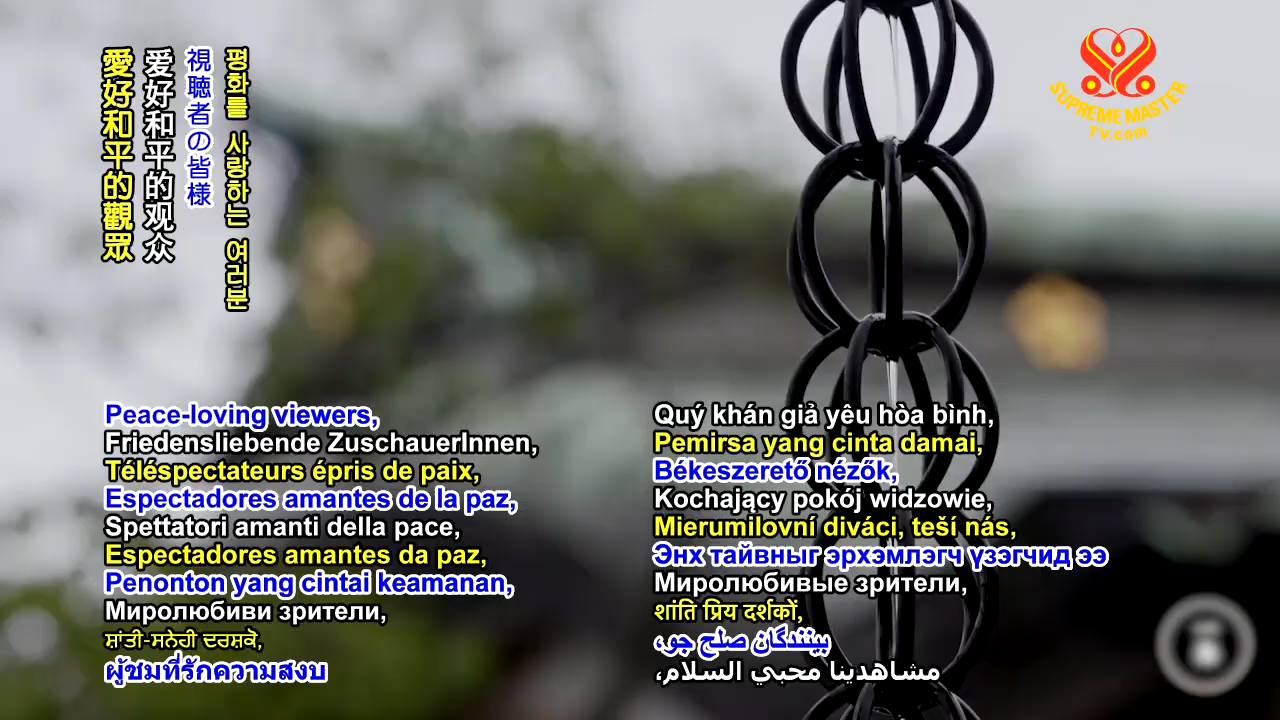 愛好和平的觀眾
爱好和平的观众
視聴者の皆様
평화를 사랑하는 여러분
SUPREME MASTER
TV.com
Peace-loving viewers,
Friedensliebende ZuschauerInnen,
Téléspectateurs épris de paix,
Espectadores amantes de la paz,
Spettatori amanti della pace,
Espectadores amantes da paz,
Penonton yang cintai keamanan,
Миролюбиви зрители,
ਸ਼ਾਂਤੀ-ਸਨੇਹੀ ਦਰਸ਼ਕੋ,
ผู้ชมที่รักความสงบ
Quý khán giả yêu hòa bình,
Pemirsa yang cinta damai,
Békeszerető nézők,
Kochający pokój widzowie,
Mierumilovní diváci, teší nás,
Энх тайвныг эрхэмлэгч үзэгчид ээ
Миролюбивые зрители,
शांति प्रिय दर्शकों,
بینندگان صلح جو،
مشاهدينا محبي السلام،